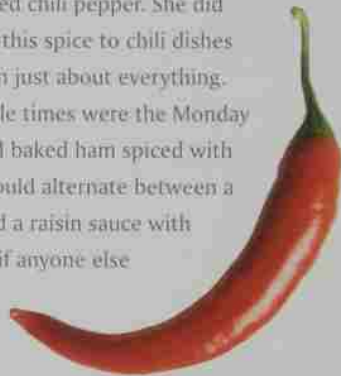 ed chili pepper. She did
this spice to chili dishes
n just about everything.
le times were the Monday
l baked ham spiced with
ould alternate between a
d a raisin sauce with
if anyone else